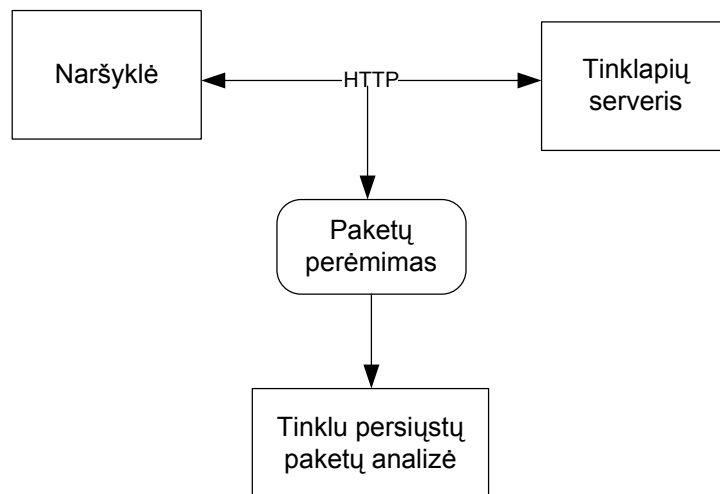 Naršyklė
HTTP
Tinklapių
serveris
Paketų
perėmimas
Tinklu persiųstų
paketų analizė